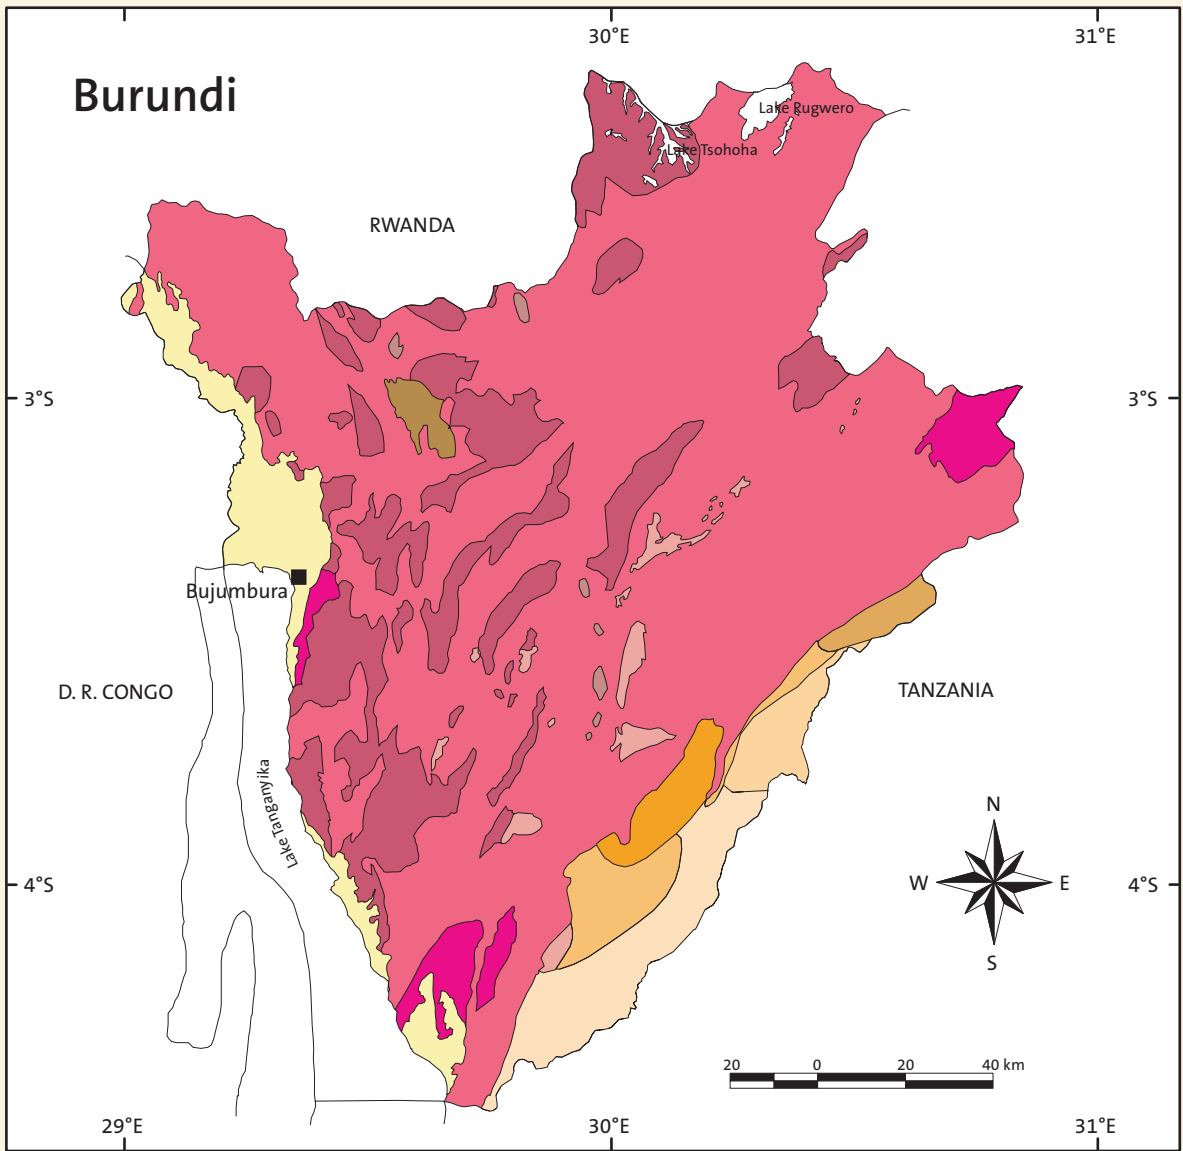 30°E
31°E
Burundi
Lake Rugwero
Lake Tsohoha
RWANDA
3°S
3°S
Bujumbura
D. R. CONGO
TANZANIA
Lake Tanganyika
N
W
E
S
4°S
4°S
20 0 20 40 km
29°E
30°E
31°E